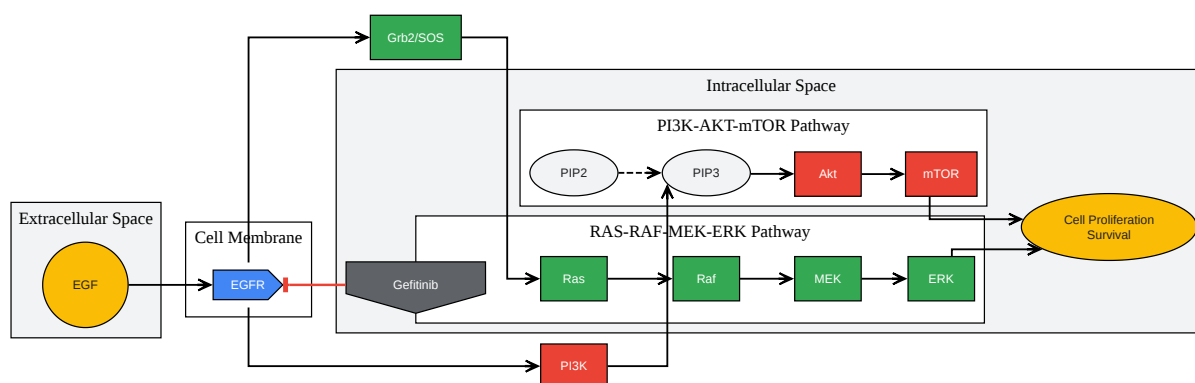 Grb2/SOS
Intracellular Space
PI3K-AKT-mTOR Pathway
PIP2
PIP3
Akt
mTOR
Extracellular Space
EGF
Cell Membrane
EGFR
Gefitinib
RAS-RAF-MEK-ERK Pathway
Ras
Raf
MEK
ERK
Cell Proliferation
Survival
PI3K